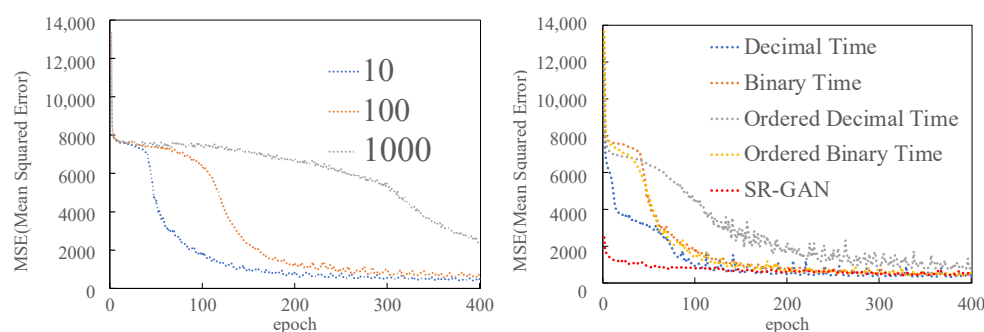 14,000
12,000
10,000
8000
6000
4000
2000
0
MSE(Mean Squared Error)
0 100 200 300 400
epoch
10
100
1000
14,000
12,000
10,000
8000
6000
4000
2000
0
MSE(Mean Squared Error)
0 100 200 300 400
epoch
Decimal Time
Binary Time
Ordered Decimal Time
Ordered Binary Time
SR-GAN